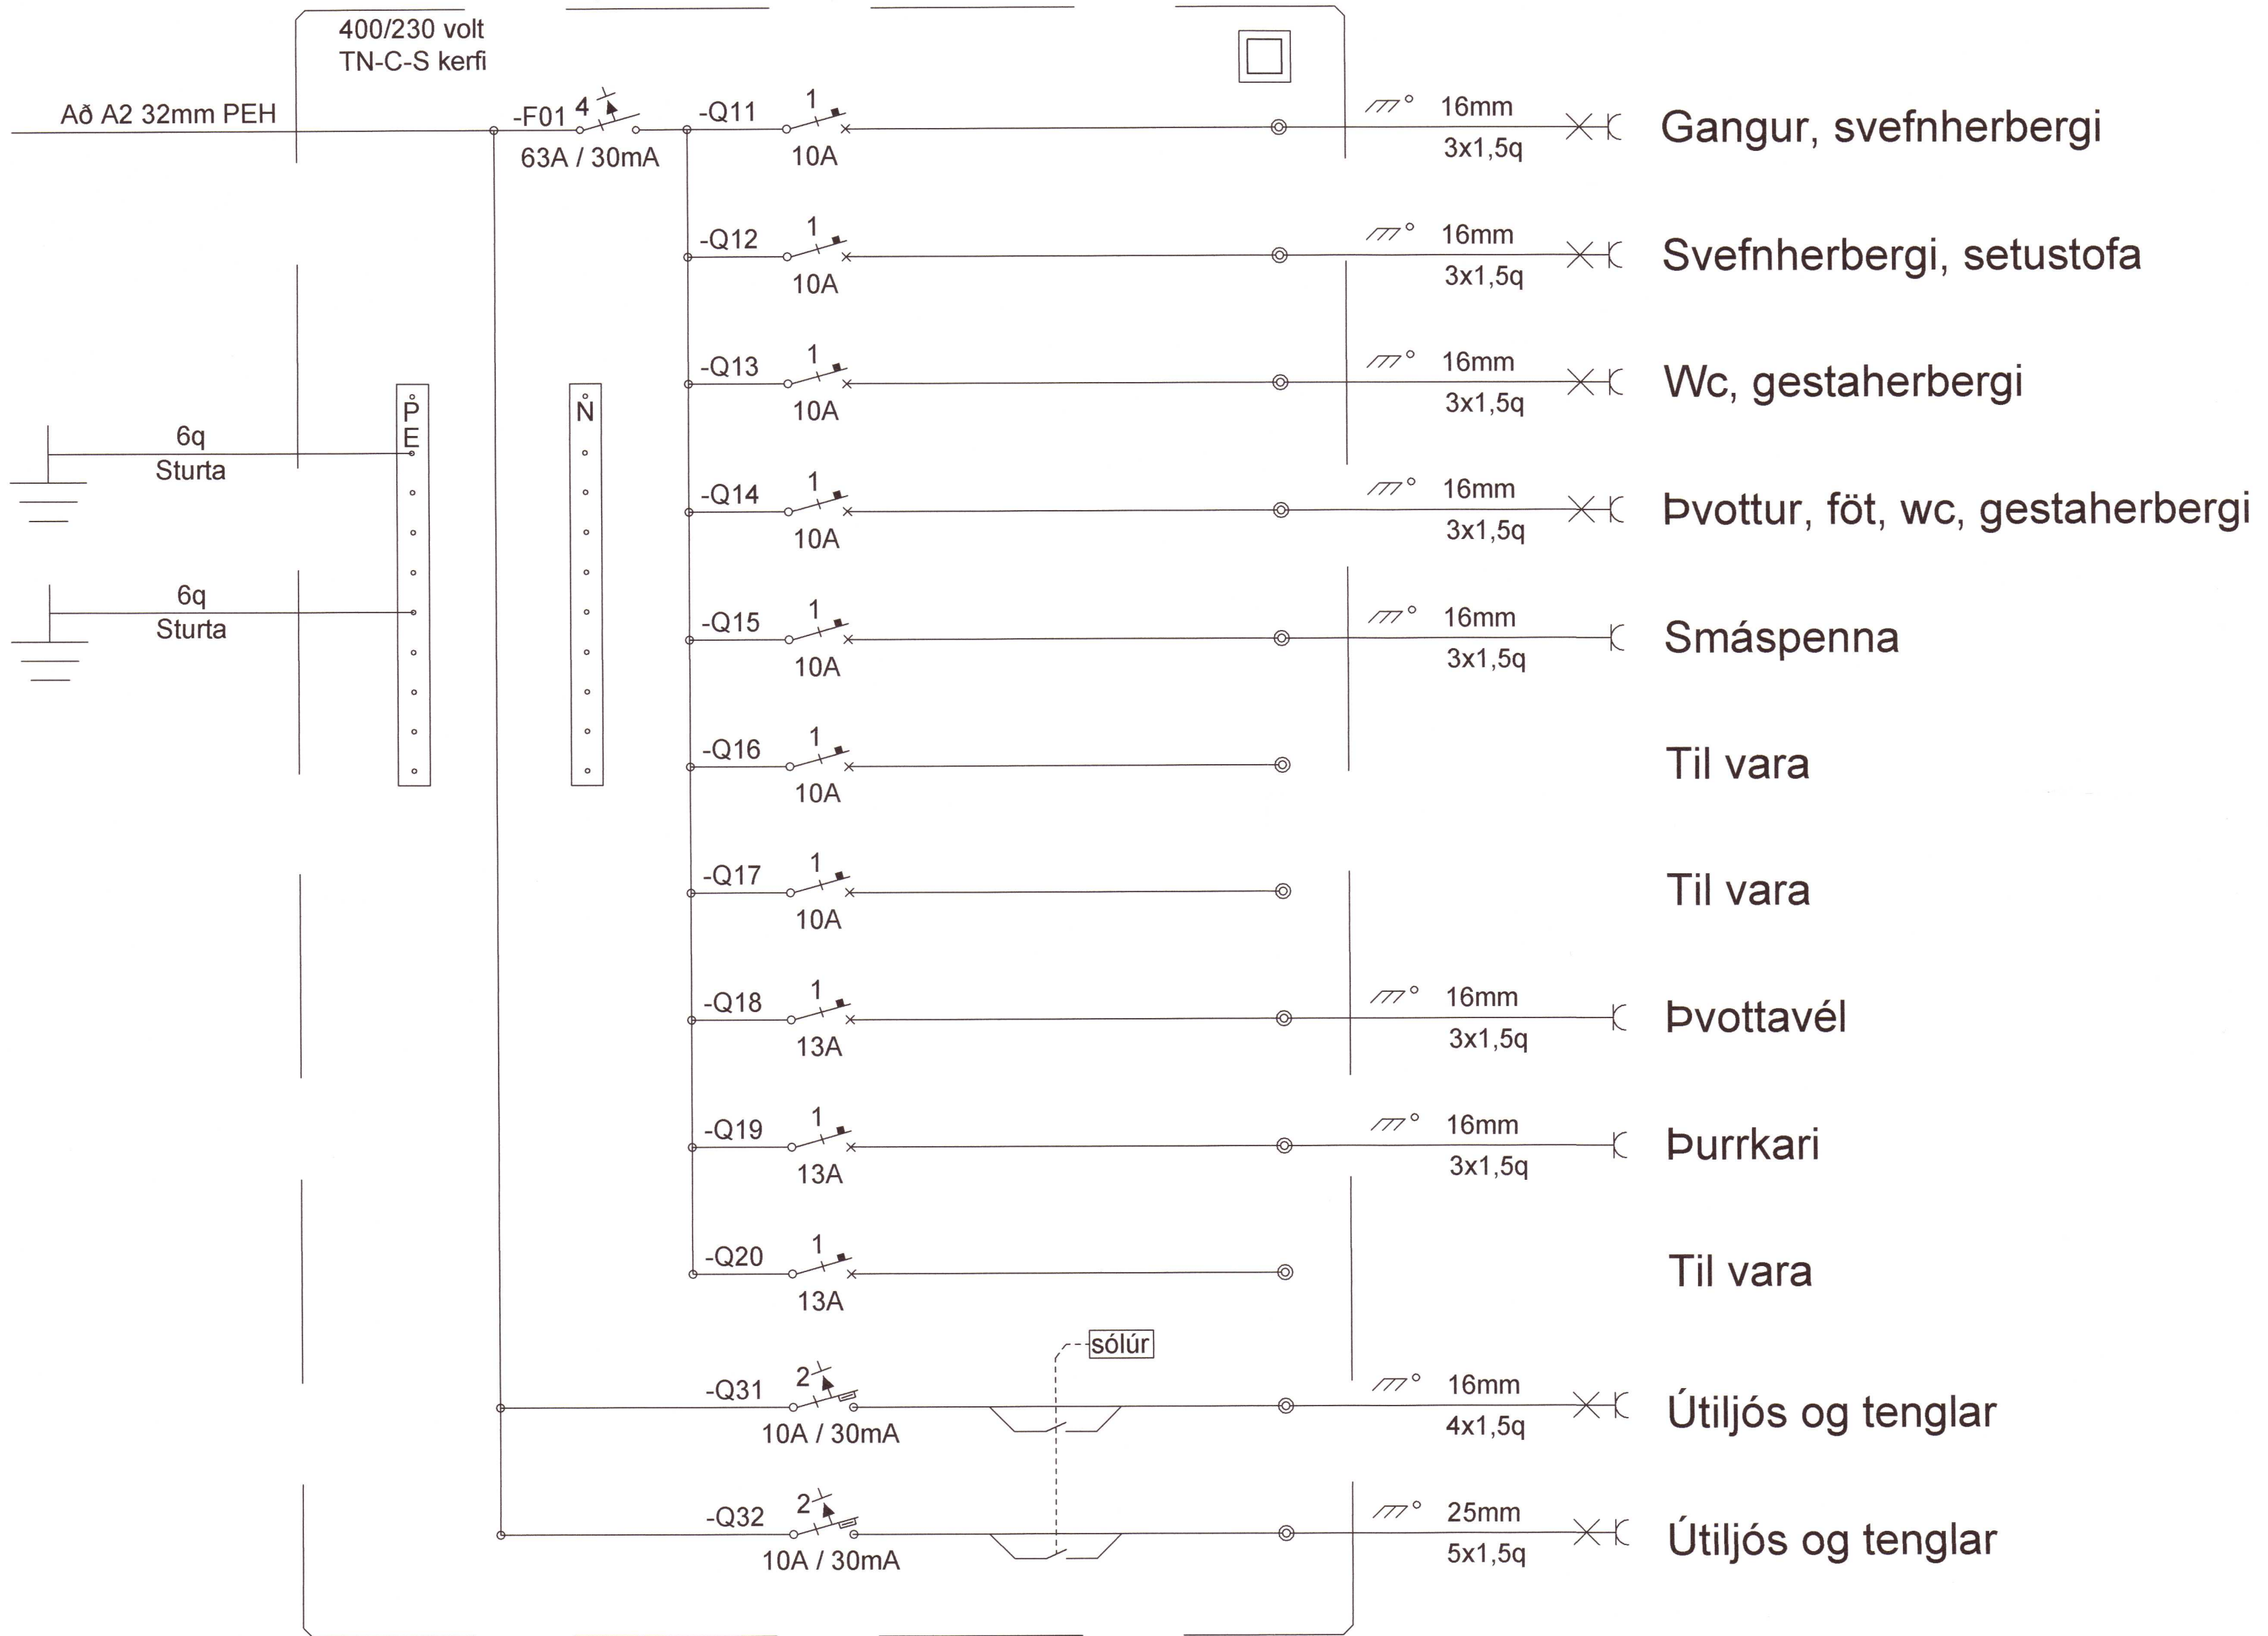 400/230 volt
TN-C-S kerfi
Að A2 32mm PEH
-F01 4
63A / 30mA
-Q11 1
10A
16mm
3x1,5q
Gangur, svefnherbergi
-Q12 1
10A
16mm
3x1,5q
Svefnherbergi, setustofa
-Q13 1
10A
16mm
3x1,5q
Wc, gestaherbergi
PE
N
6q
Sturta
-Q14 1
10A
16mm
3x1,5q
Þvottur, föt, wc, gestaherbergi
6q
Sturta
-Q15 1
10A
16mm
3x1,5q
Smáspenna
-Q16 1
10A
Til vara
-Q17 1
10A
Til vara
-Q18 1
13A
16mm
3x1,5q
Þvottavél
-Q19 1
13A
16mm
3x1,5q
Þurrkari
-Q20 1
13A
Til vara
sólúr
-Q31 2
10A / 30mA
16mm
4x1,5q
Útiljós og tenglar
-Q32 2
10A / 30mA
25mm
5x1,5q
Útiljós og tenglar